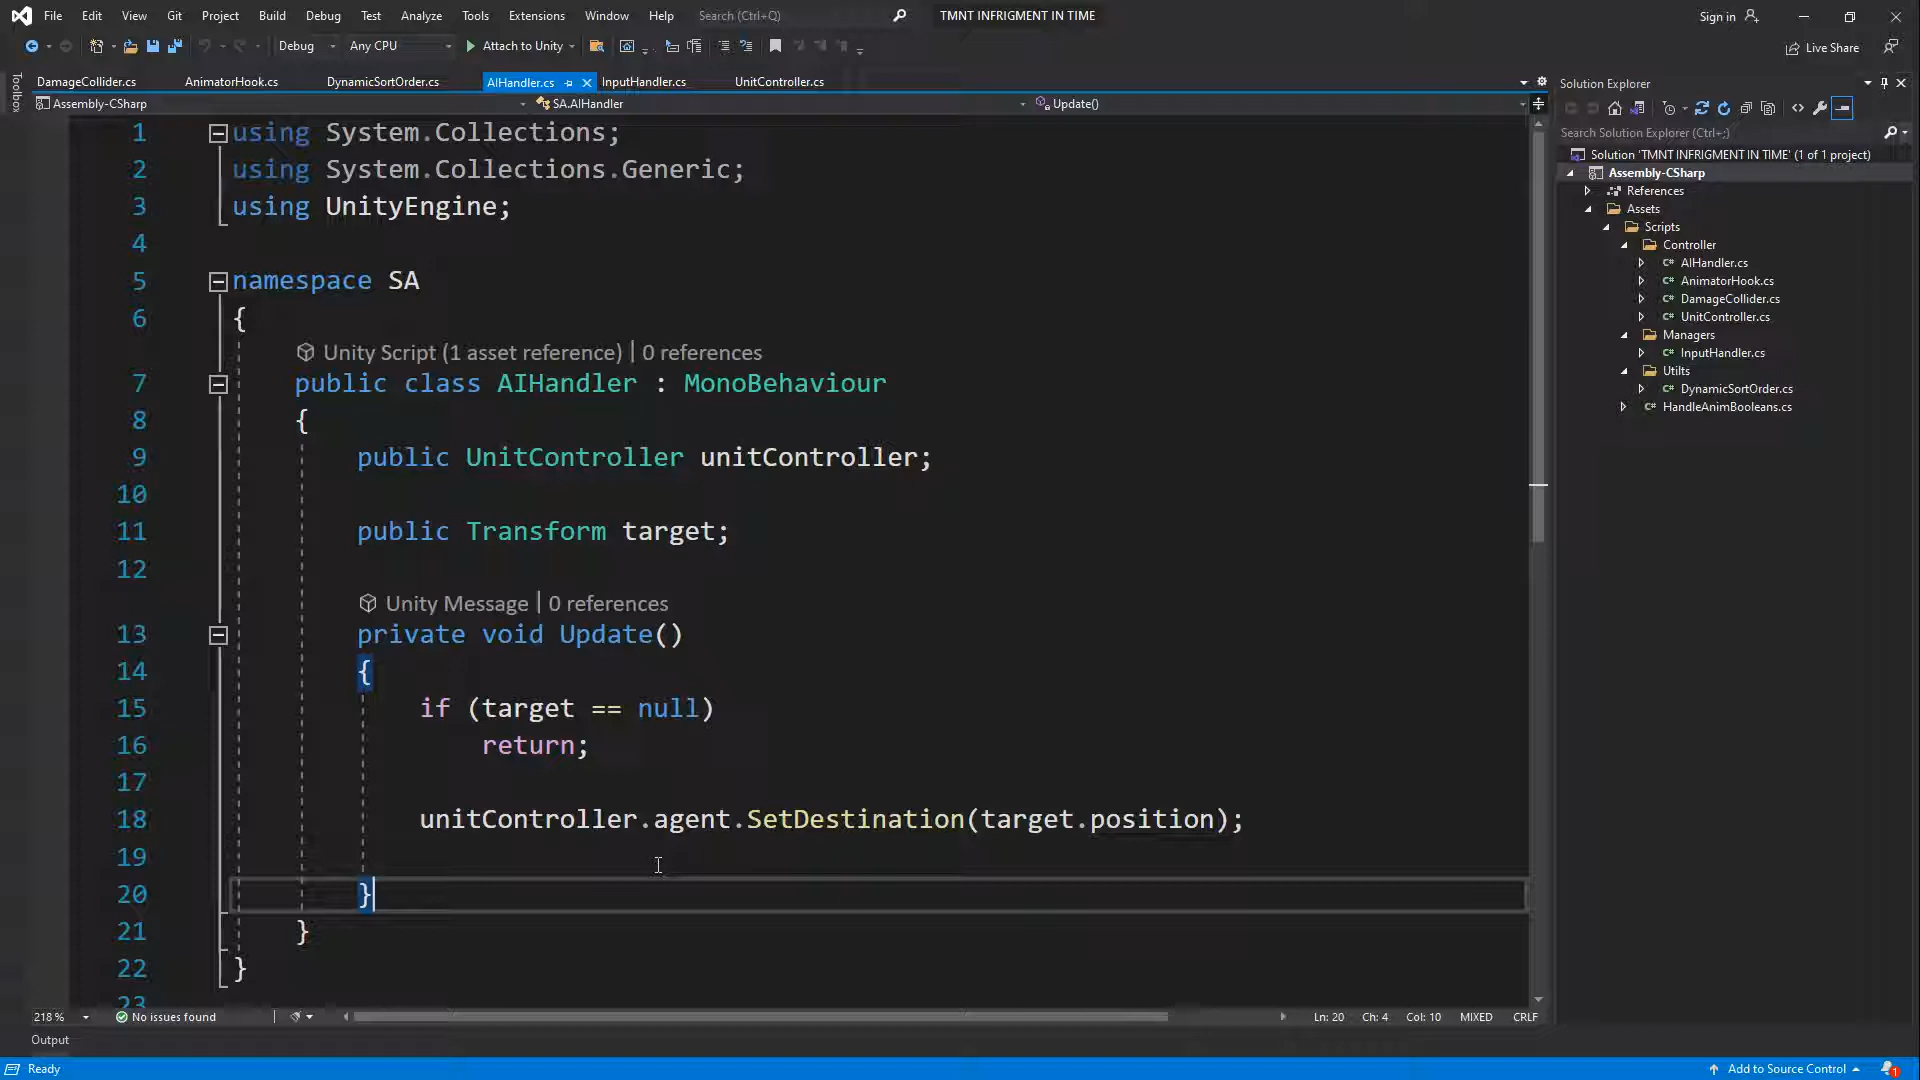 File Edit View Git Project Build Debug Test Analyze Tools Extensions Window Help Search (Ctrl+Q) TMNT INFRIGMENT IN TIME Sign in
Debug Any CPU Attach to Unity Live Share
Toolbox
DamageCollider.cs AnimatorHook.cs DynamicSortOrder.cs AIHandler.cs InputHandler.cs UnitController.cs
Assembly-CSharp SA.AIHandler Update()
1 using System.Collections;
2 using System.Collections.Generic;
3 using UnityEngine;
4
5 namespace SA
6 {
Unity Script (1 asset reference) | 0 references
7 public class AIHandler : MonoBehaviour
8 {
9 public UnitController unitController;
10
11 public Transform target;
12
Unity Message | 0 references
13 private void Update()
14 {
15 if (target == null)
16 return;
17
18 unitController.agent.SetDestination(target.position);
19
20 }
21 }
22 }
23
218 % No issues found Ln: 20 Ch: 4 Col: 10 MIXED CRLF
Output
Ready Add to Source Control 1
Solution Explorer
Search Solution Explorer (Ctrl+;)
Solution 'TMNT INFRIGMENT IN TIME' (1 of 1 project)
Assembly-CSharp
References
Assets
Scripts
Controller
C# AIHandler.cs
C# AnimatorHook.cs
C# DamageCollider.cs
C# UnitController.cs
Managers
C# InputHandler.cs
Utilts
C# DynamicSortOrder.cs
C# HandleAnimBooleans.cs